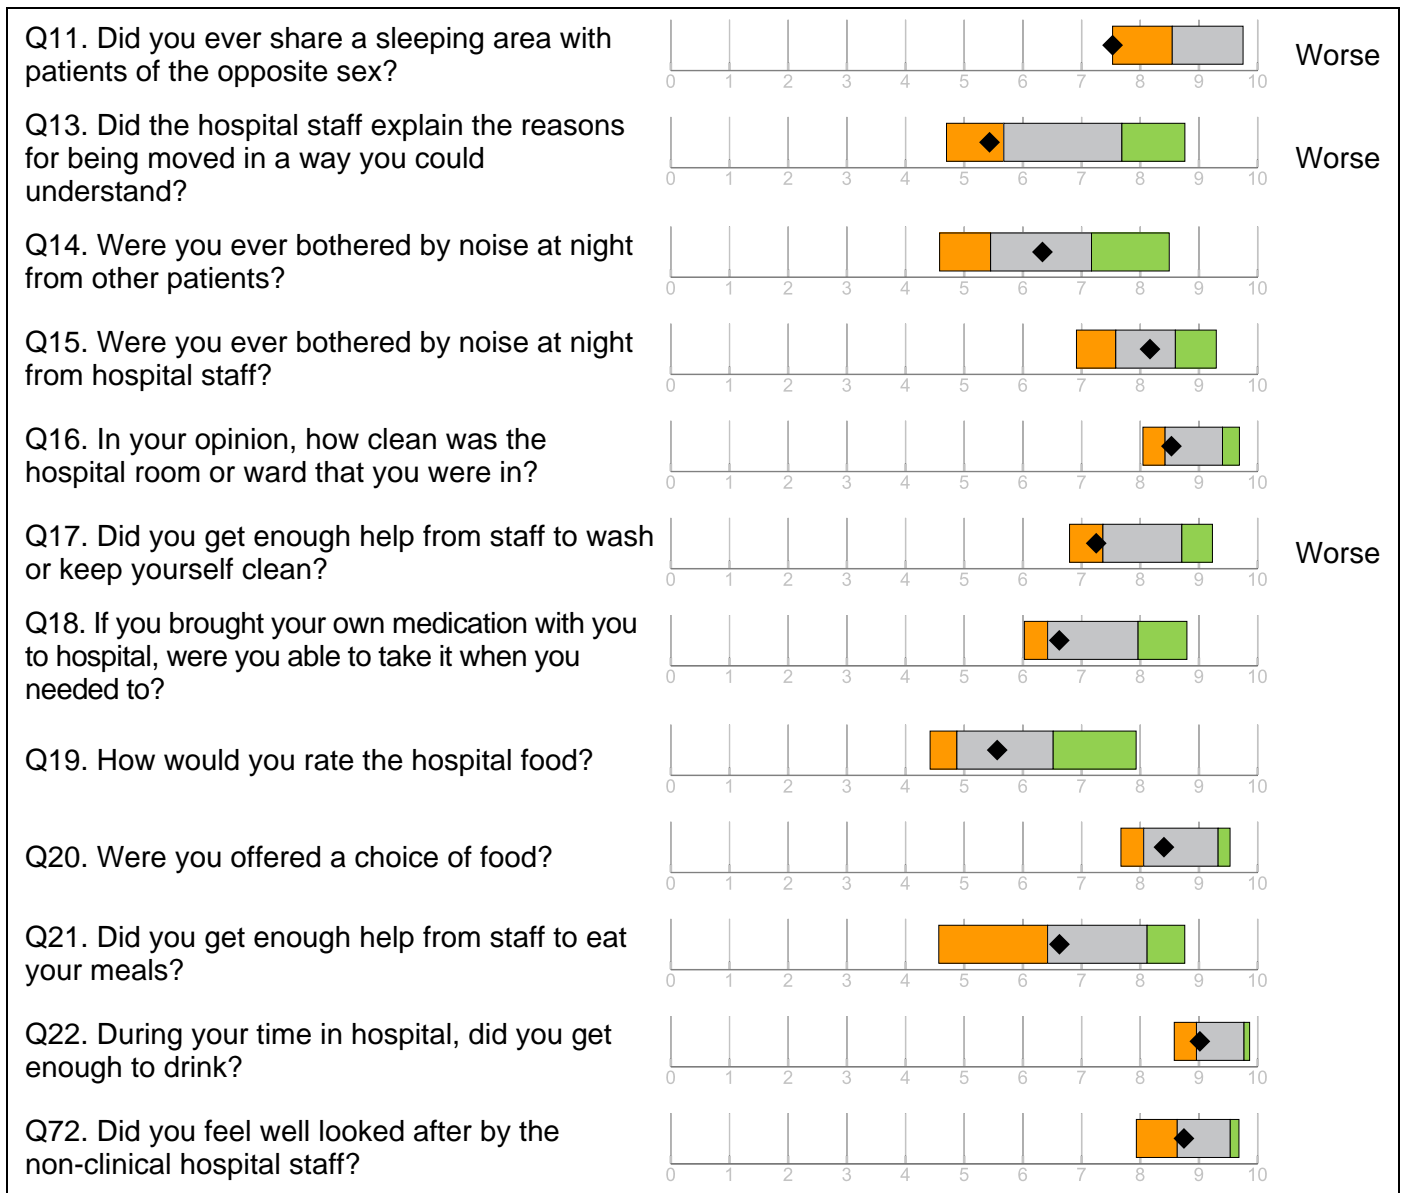 Q11. Did you ever share a sleeping area with
patients of the opposite sex?
0 1 2 3 4 5 6 7 8 9 10
Worse
Q13. Did the hospital staff explain the reasons
for being moved in a way you could
understand?
0 1 2 3 4 5 6 7 8 9 10
Worse
Q14. Were you ever bothered by noise at night
from other patients?
0 1 2 3 4 5 6 7 8 9 10
Q15. Were you ever bothered by noise at night
from hospital staff?
0 1 2 3 4 5 6 7 8 9 10
Q16. In your opinion, how clean was the
hospital room or ward that you were in?
0 1 2 3 4 5 6 7 8 9 10
Q17. Did you get enough help from staff to wash
or keep yourself clean?
0 1 2 3 4 5 6 7 8 9 10
Worse
Q18. If you brought your own medication with you
to hospital, were you able to take it when you
needed to?
0 1 2 3 4 5 6 7 8 9 10
Q19. How would you rate the hospital food?
0 1 2 3 4 5 6 7 8 9 10
Q20. Were you offered a choice of food?
0 1 2 3 4 5 6 7 8 9 10
Q21. Did you get enough help from staff to eat
your meals?
0 1 2 3 4 5 6 7 8 9 10
Q22. During your time in hospital, did you get
enough to drink?
0 1 2 3 4 5 6 7 8 9 10
Q72. Did you feel well looked after by the
non-clinical hospital staff?
0 1 2 3 4 5 6 7 8 9 10